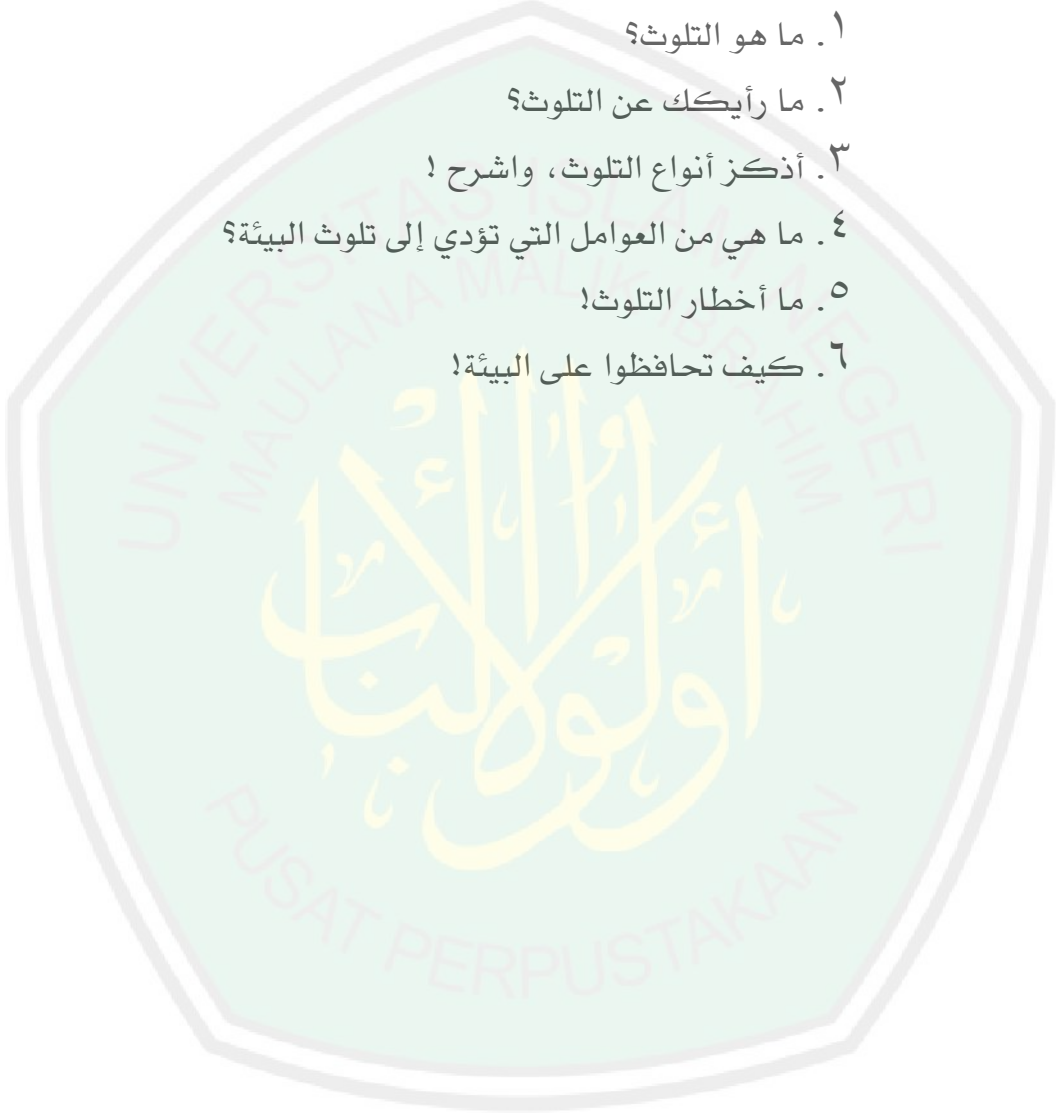 ١. ما هو التلوث؟
٢. ما رأيكك عن التلوث؟
٣. أذكز أنواع التلوث، واشرح !
٤. ما هي من العوامل التي تؤدي إلى تلوث البيئة؟
٥. ما أخطار التلوث!
٦. كيف تحافظوا على البيئة!
UNIVERSITAS ISLAM NEGERI
MAULANA MALIK IBRAHIM
أولوا الألباب
PUSAT PERPUSTAKAAN